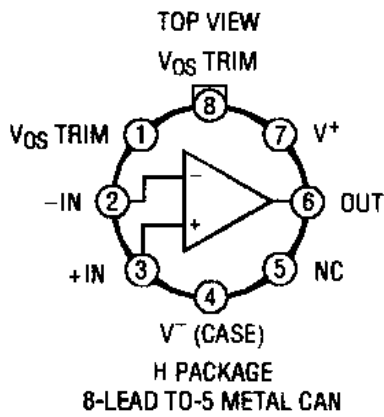 TOP VIEW
VOS TRIM
8
VOS TRIM
1
7
V+
−IN
2
−
6
OUT
+IN
3
+
5
NC
4
V− (CASE)
H PACKAGE
8-LEAD TO-5 METAL CAN